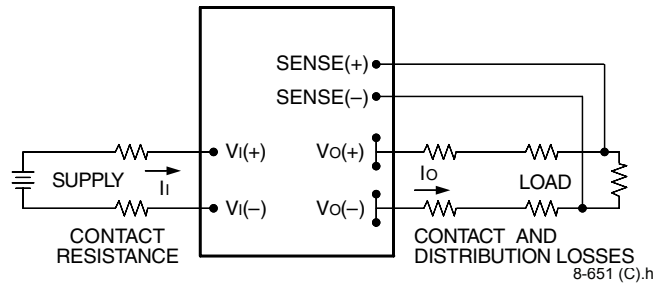 SENSE(+)
SENSE(–)
VI(+)
VO(+)
SUPPLY
II
IO
LOAD
VI(–)
VO(–)
CONTACT
RESISTANCE
CONTACT AND
DISTRIBUTION LOSSES
8-651 (C).h